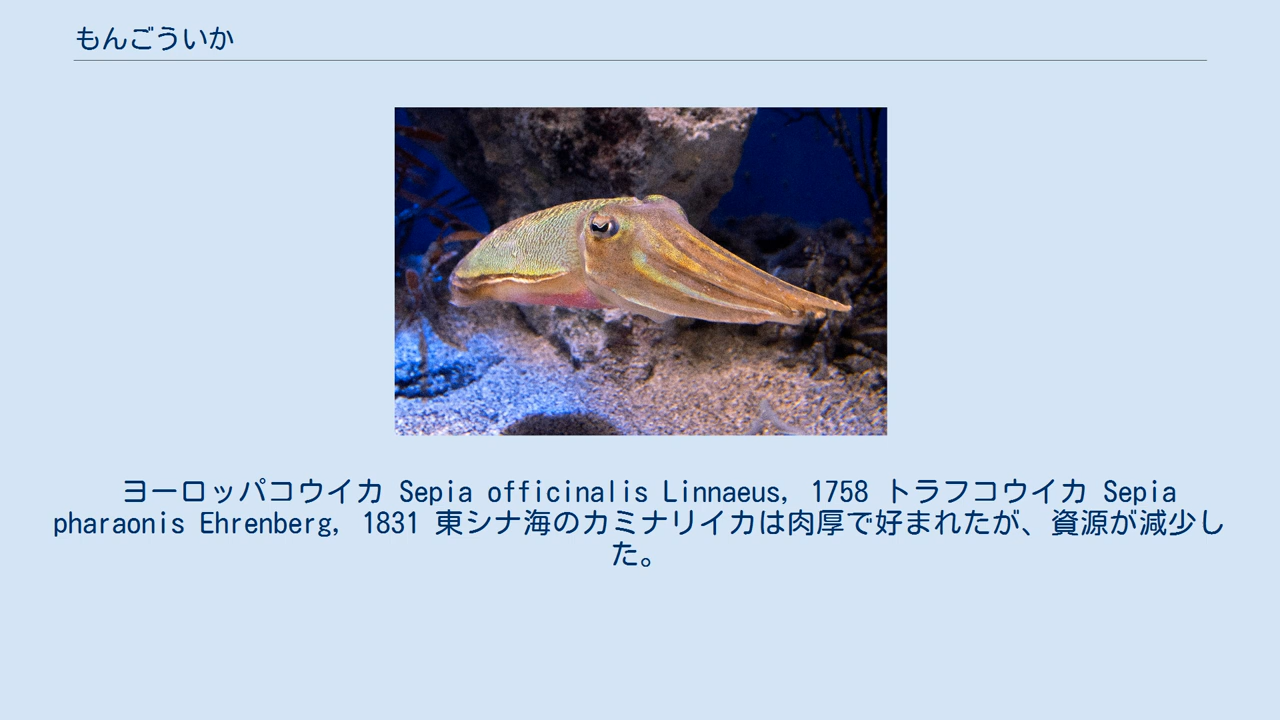 もんごういか
ヨーロッパコウイカ Sepia officinalis Linnaeus, 1758 トラフコウイカ Sepia
pharaonis Ehrenberg, 1831 東シナ海のカミナリイカは肉厚で好まれたが、資源が減少し
た。